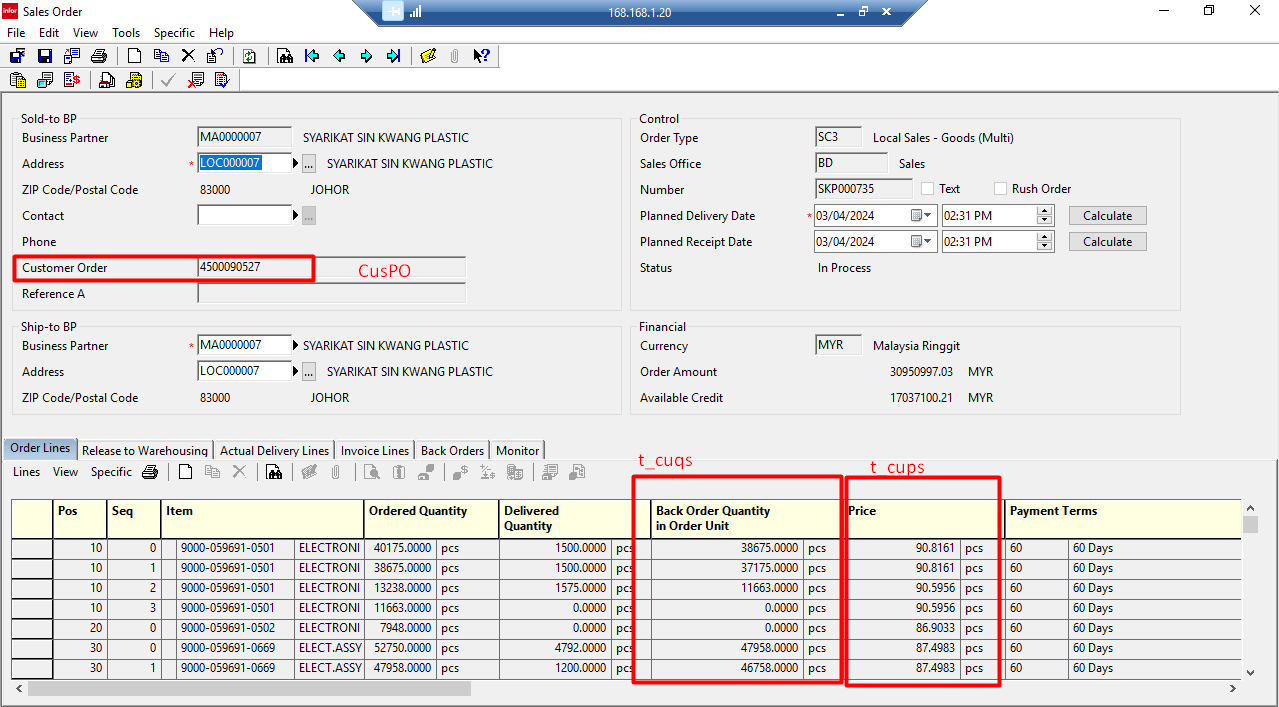 infor Sales Order
168.168.1.20
File Edit View Tools Specific Help
Sold-to BP
Business Partner MA0000007 SYARIKAT SIN KWANG PLASTIC
Address * LOC000007 ... SYARIKAT SIN KWANG PLASTIC
ZIP Code/Postal Code 83000 JOHOR
Contact ...
Phone
Customer Order 4500090527 CusPO
Reference A
Control
Order Type SC3 Local Sales - Goods (Multi)
Sales Office BD Sales
Number SKP000735 Text Rush Order
Planned Delivery Date * 03/04/2024 02:31 PM Calculate
Planned Receipt Date 03/04/2024 02:31 PM Calculate
Status In Process
Ship-to BP
Business Partner * MA0000007 SYARIKAT SIN KWANG PLASTIC
Address LOC000007 ... SYARIKAT SIN KWANG PLASTIC
ZIP Code/Postal Code 83000 JOHOR
Financial
Currency MYR Malaysia Ringgit
Order Amount 30950997.03 MYR
Available Credit 17037100.21 MYR
Order Lines Release to Warehousing Actual Delivery Lines Invoice Lines Back Orders Monitor
t_cuqs t_cups
Lines View Specific
Pos Seq Item Ordered Quantity Delivered Quantity Back Order Quantity in Order Unit Price Payment Terms
10 0 9000-059691-0501 ELECTRONI 40175.0000 pcs 1500.0000 pcs 38675.0000 pcs 90.8161 pcs 60 60 Days
10 1 9000-059691-0501 ELECTRONI 38675.0000 pcs 1500.0000 pcs 37175.0000 pcs 90.8161 pcs 60 60 Days
10 2 9000-059691-0501 ELECTRONI 13238.0000 pcs 1575.0000 pcs 11663.0000 pcs 90.5956 pcs 60 60 Days
10 3 9000-059691-0501 ELECTRONI 11663.0000 pcs 0.0000 pcs 0.0000 pcs 90.5956 pcs 60 60 Days
20 0 9000-059691-0502 ELECTRONI 7948.0000 pcs 0.0000 pcs 0.0000 pcs 86.9033 pcs 60 60 Days
30 0 9000-059691-0669 ELECT.ASSY 52750.0000 pcs 4792.0000 pcs 47958.0000 pcs 87.4983 pcs 60 60 Days
30 1 9000-059691-0669 ELECT.ASSY 47958.0000 pcs 1200.0000 pcs 46758.0000 pcs 87.4983 pcs 60 60 Days